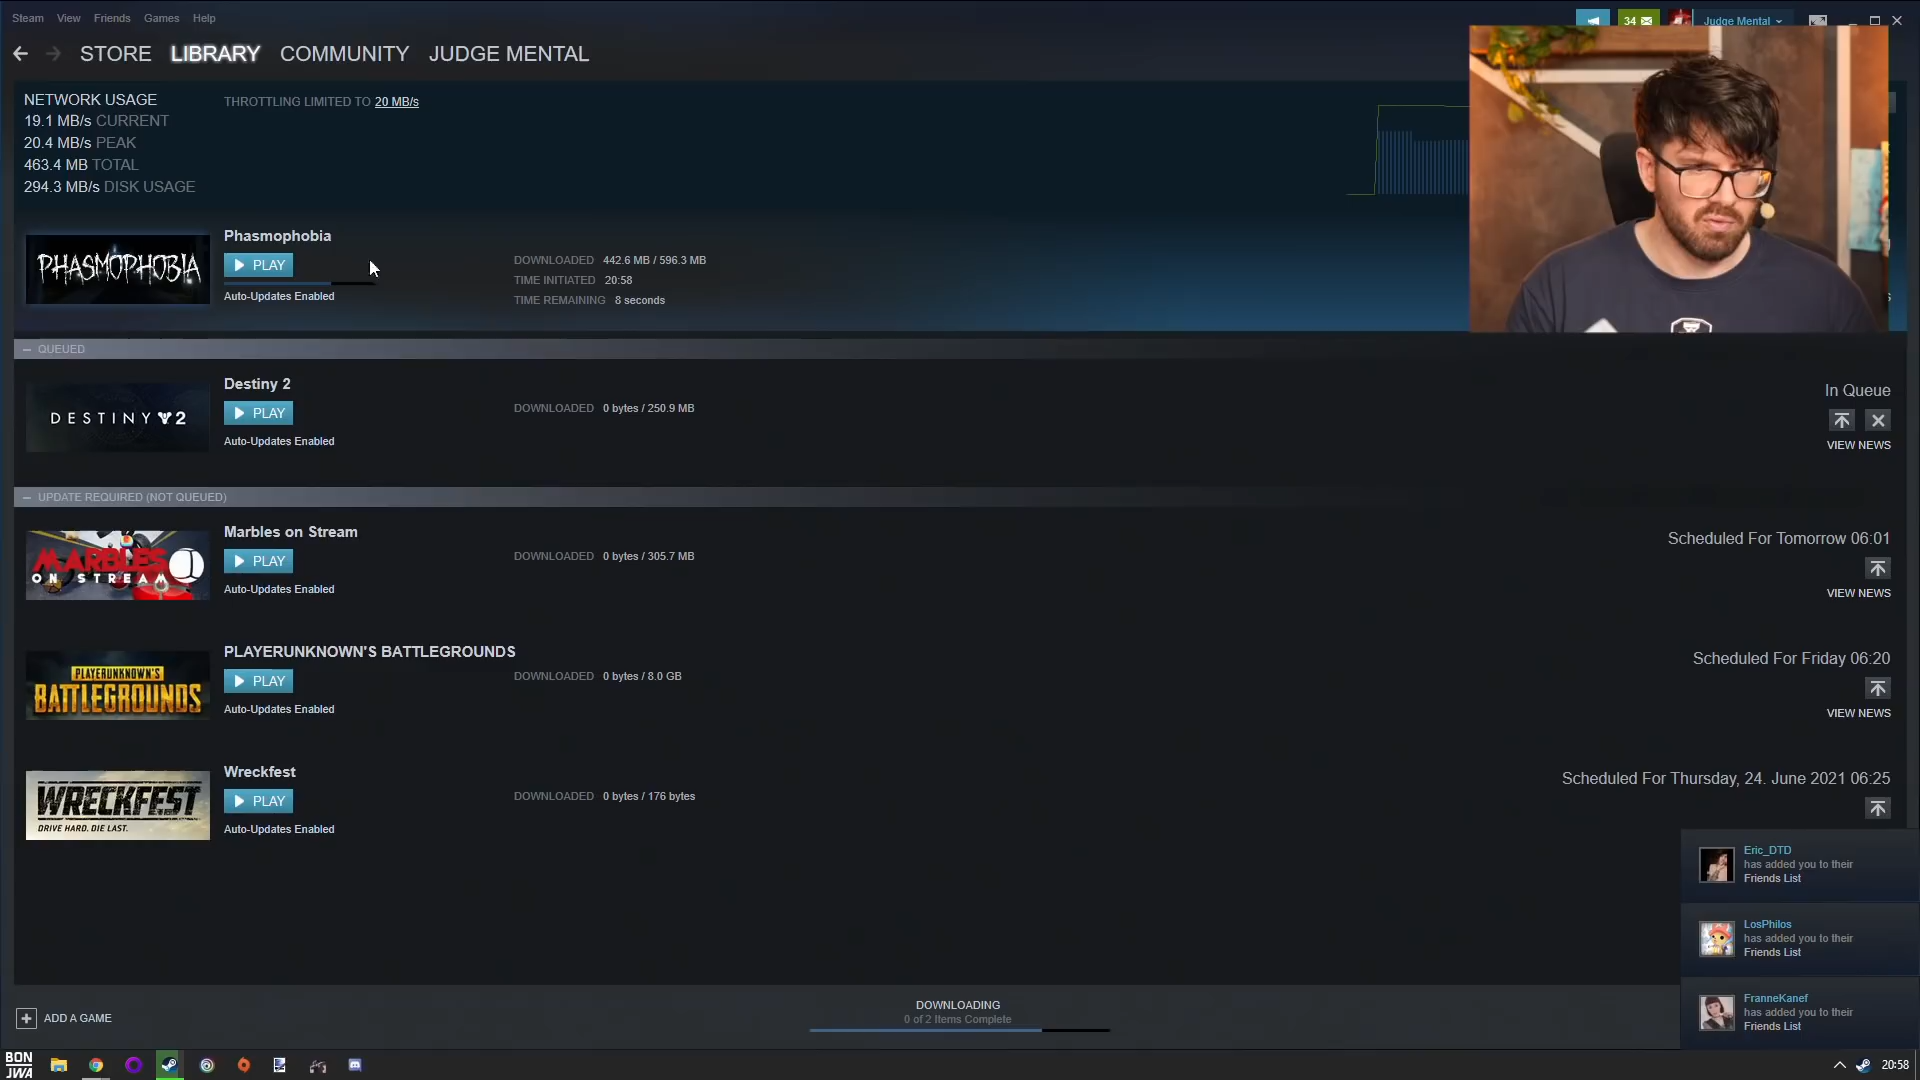 Steam View Friends Games Help
34 Judge Mental
STORE LIBRARY COMMUNITY JUDGE MENTAL
NETWORK USAGE
THROTTLING LIMITED TO 20 MB/s
19.1 MB/s CURRENT
20.4 MB/s PEAK
463.4 MB TOTAL
294.3 MB/s DISK USAGE
PHASMOPHOBIA
Phasmophobia
PLAY
Auto-Updates Enabled
DOWNLOADED 442.6 MB / 596.3 MB
TIME INITIATED 20:58
TIME REMAINING 8 seconds
QUEUED
DESTINY 2
Destiny 2
PLAY
Auto-Updates Enabled
DOWNLOADED 0 bytes / 250.9 MB
In Queue
VIEW NEWS
UPDATE REQUIRED (NOT QUEUED)
MARBLES
ON STREAM
Marbles on Stream
PLAY
Auto-Updates Enabled
DOWNLOADED 0 bytes / 305.7 MB
Scheduled For Tomorrow 06:01
VIEW NEWS
PLAYERUNKNOWN'S
BATTLEGROUNDS
PLAYERUNKNOWN'S BATTLEGROUNDS
PLAY
Auto-Updates Enabled
DOWNLOADED 0 bytes / 8.0 GB
Scheduled For Friday 06:20
VIEW NEWS
WRECKFEST
DRIVE HARD. DIE LAST.
Wreckfest
PLAY
Auto-Updates Enabled
DOWNLOADED 0 bytes / 176 bytes
Scheduled For Thursday, 24. June 2021 06:25
Eric_DTD
has added you to their
Friends List
LosPhilos
has added you to their
Friends List
FranneKanef
has added you to their
Friends List
ADD A GAME
DOWNLOADING
0 of 2 Items Complete
BON
JWA
20:58